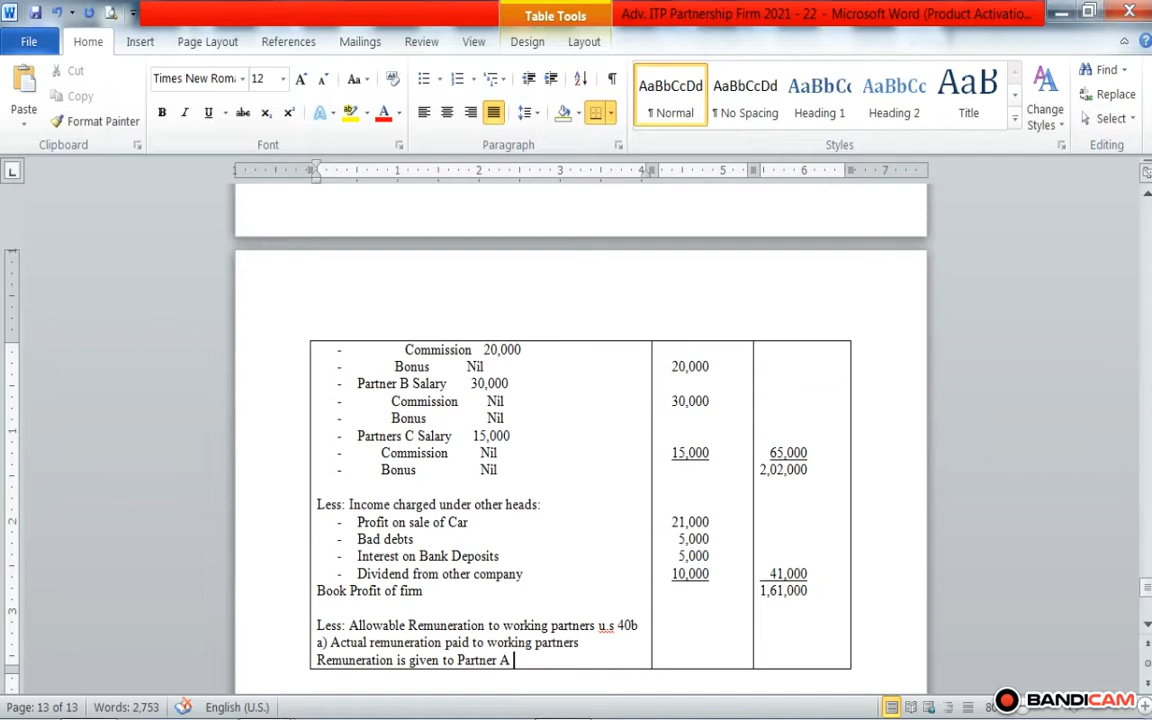 Table Tools
Adv. ITP Partnership Firm 2021 - 22 - Microsoft Word (Product Activatio...
File Home Insert Page Layout References Mailings Review View Design Layout
Cut
Copy
Format Painter
Paste
Clipboard
Times New Rom 12
Font
Paragraph
AaBbCcDd AaBbCcDd AaBbCc AaBbCc AaB
¶ Normal ¶ No Spacing Heading 1 Heading 2 Title
Change Styles
Styles
Find
Replace
Select
Editing
1 1 2 3 4 5 6 7
- Commission 20,000
- Bonus Nil 20,000
- Partner B Salary 30,000
- Commission Nil 30,000
- Bonus Nil
- Partners C Salary 15,000
- Commission Nil 15,000 65,000
- Bonus Nil 2,02,000
Less: Income charged under other heads:
- Profit on sale of Car 21,000
- Bad debts 5,000
- Interest on Bank Deposits 5,000
- Dividend from other company 10,000 41,000
Book Profit of firm 1,61,000
Less: Allowable Remuneration to working partners u.s 40b
a) Actual remuneration paid to working partners
Remuneration is given to Partner A
Page: 13 of 13 Words: 2,753 English (U.S.)
BANDICAM